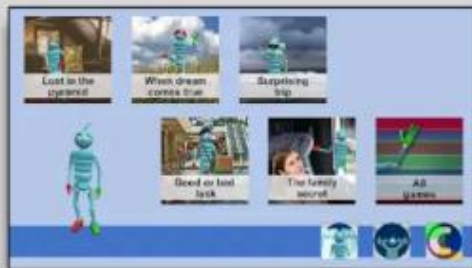 Lost in the
pyramid
When dream
comes true
Surprising
trip
Good or bad
luck
The family
secret
All
games